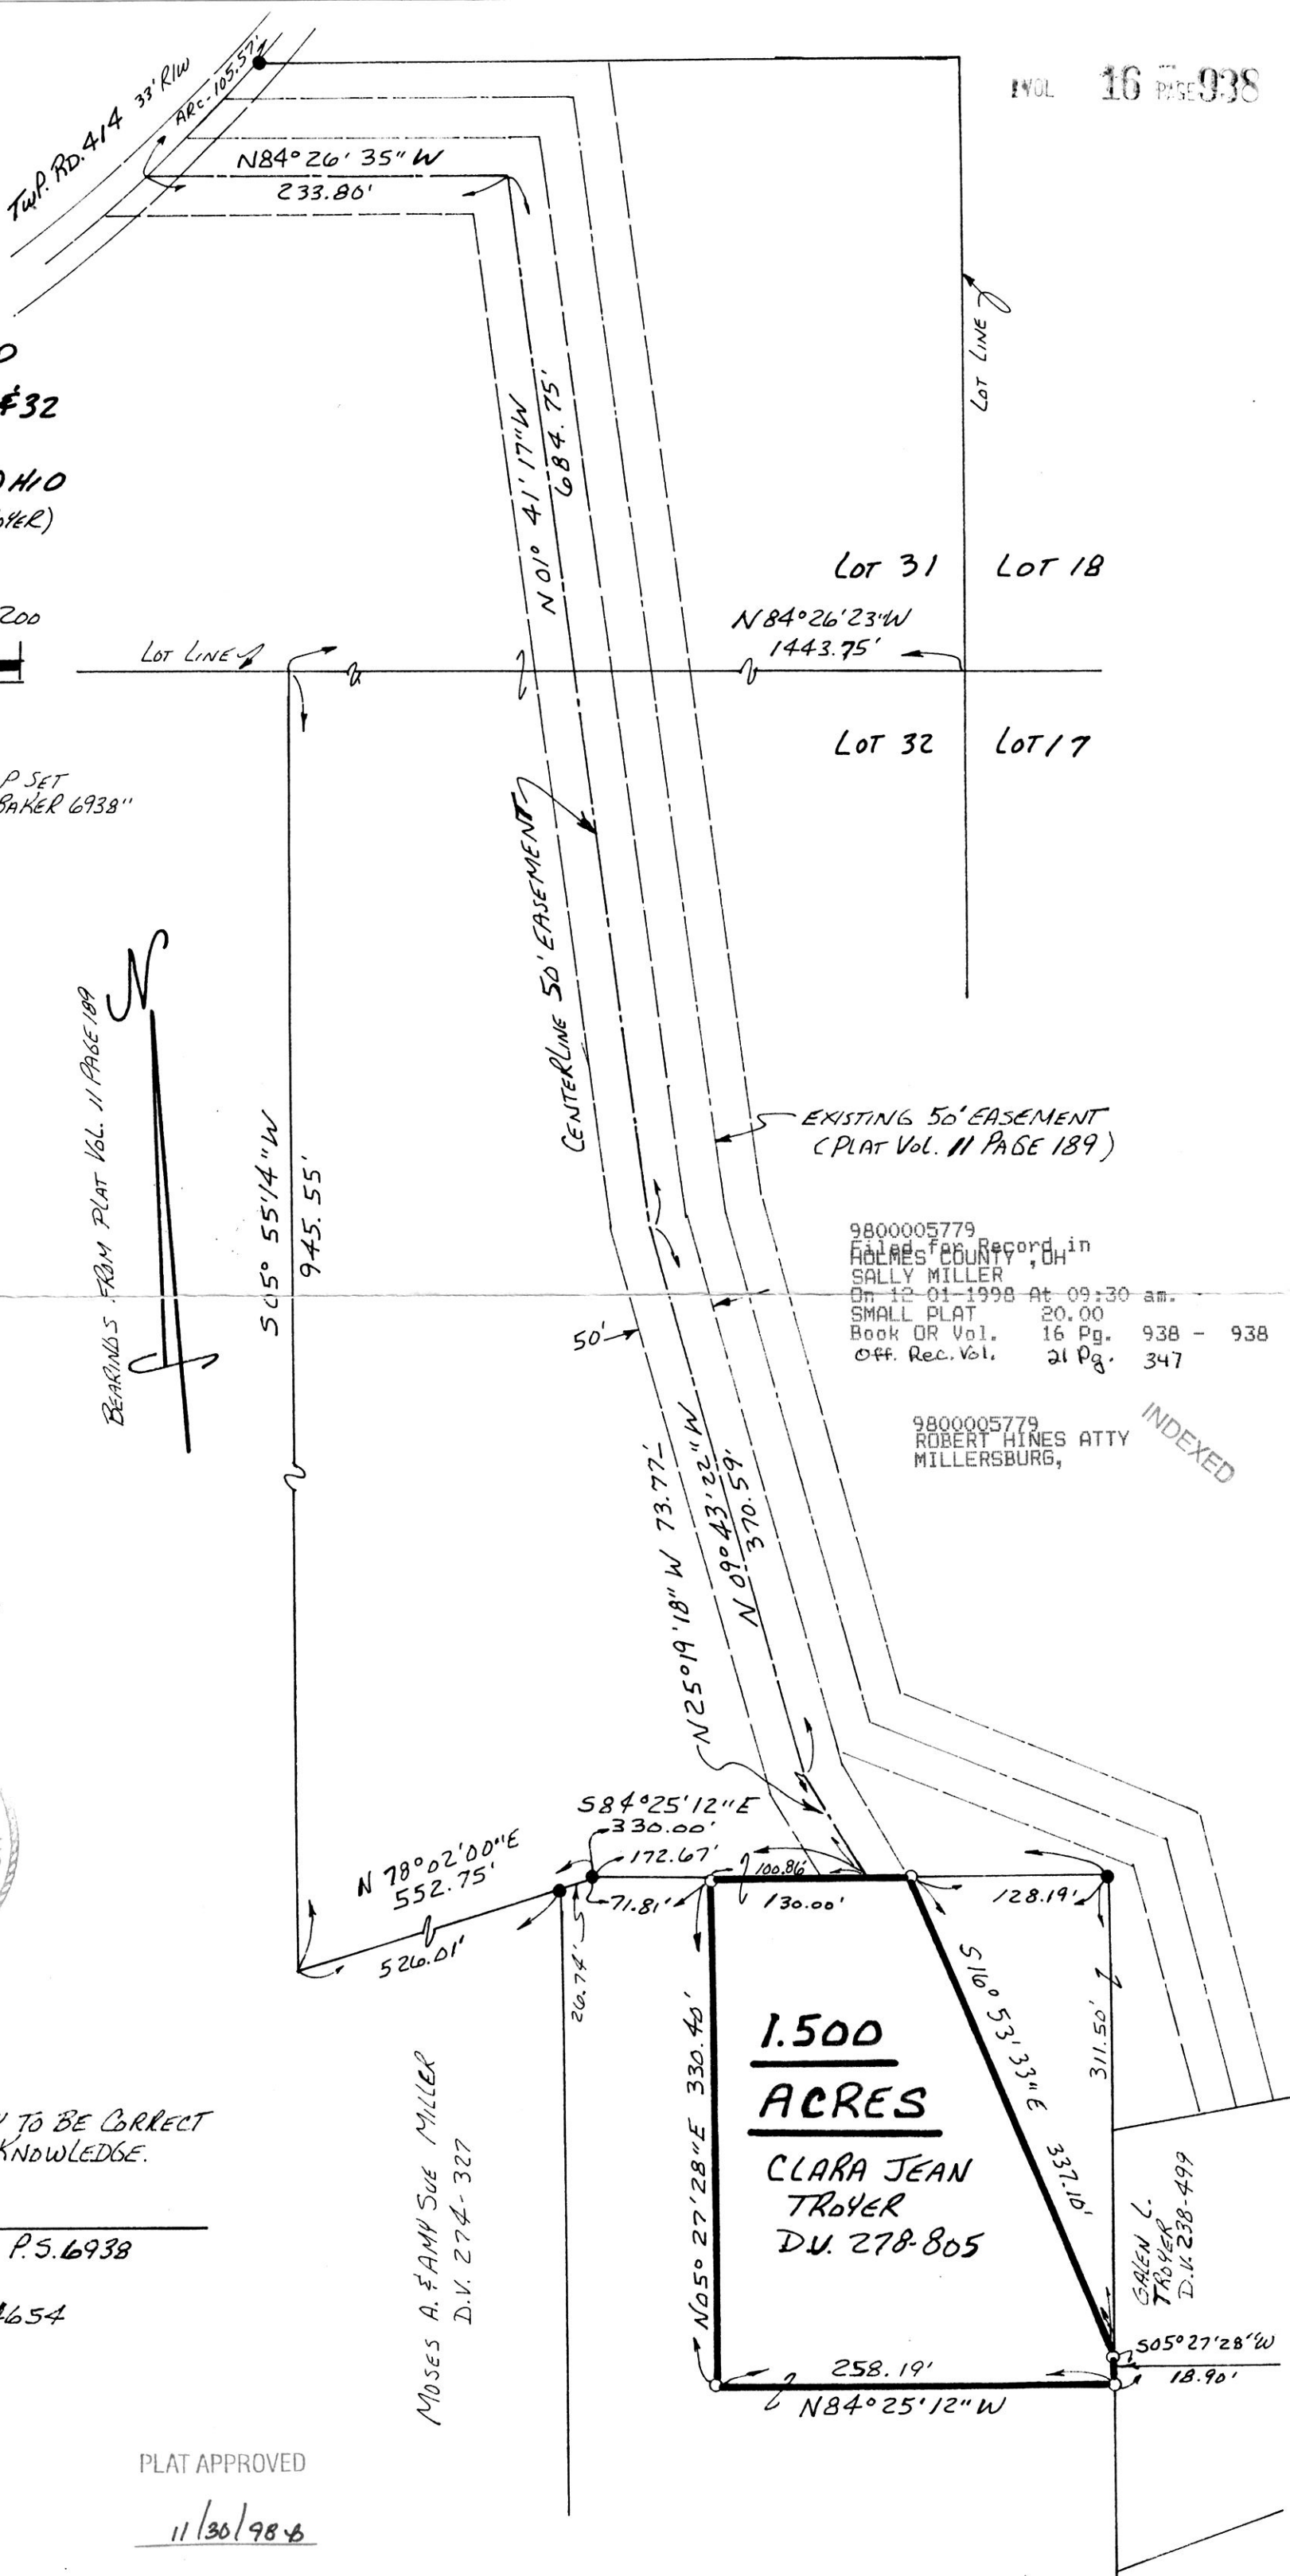 VOL 16 PAGE 938
TWP. RD. 414 33' R/W
ARC-105.57'
N84°26'35"W
233.80'
&32
OHIO
OYER)
200
LOT LINE
LOT LINE
N01° 41' 17"W
684.75'
LOT 31
LOT 18
N84°26'23"W
1443.75'
LOT 32
LOT 17
P SET
BAKER 6938"
CENTERLINE 50' EASEMENT
N
BEARINGS FROM PLAT VOL. 11 PAGE 189
S05° 55'14"W
945.55'
EXISTING 50' EASEMENT
(PLAT VOL. 11 PAGE 189)
9800005779
Filed for Record in
HOLMES COUNTY , OH
SALLY MILLER
On 12-01-1998 At 09:30 am.
SMALL PLAT 20.00
Book OR Vol. 16 Pg. 938 - 938
Off. Rec. Vol. 21 Pg. 347
50'
9800005779
ROBERT HINES ATTY
MILLERSBURG,
INDEXED
N25°19'18"W 73.77'
N09°43'22"W
370.59'
S84°25'12"E
330.00'
172.67'
N 78°02'00"E
552.75'
526.01'
26.74'
71.81'
100.86'
130.00'
128.19'
S19° 53'33"E 337.10'
311.50'
N05° 27'28"E 330.40'
1.500
ACRES
CLARA JEAN
TROYER
D.V. 278-805
TO BE CORRECT
KNOWLEDGE.
P.S. 6938
4654
MOSES A. & AMY SUE MILLER
D.V. 274-327
GALEN L.
TROYER
D.V. 238-499
S05°27'28"W
18.90'
258.19'
N84°25'12"W
PLAT APPROVED
11/30/98